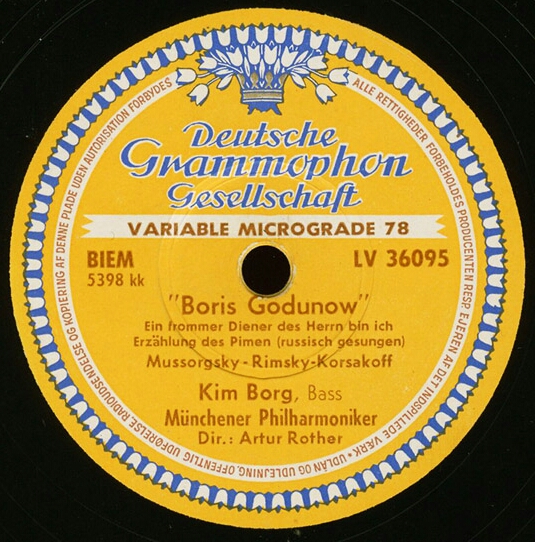 Deutsche
Grammophon
Gesellschaft
VARIABLE MICROGRADE 78
BIEM
5398 kk
LV 36095
"Boris Godunow"
Ein frommer Diener des Herrn bin ich
Erzählung des Pimen (russisch gesungen)
Mussorgsky - Rimsky-Korsakoff
Kim Borg, Bass
Münchener Philharmoniker
Dir.: Artur Rother
ALLE RETTIGHEDER FORBEHOLDES PRODUCENTEN RESP. EJEREN AF DET INDSPILLEDE VÆRK • UDLÅN OG UDLEJNING, OFFENTLIG UDFØRELSE, RADIOUDSENDELSE OG KOPIERING AF DENNE PLADE UDEN AUTORISATION FORBYDES